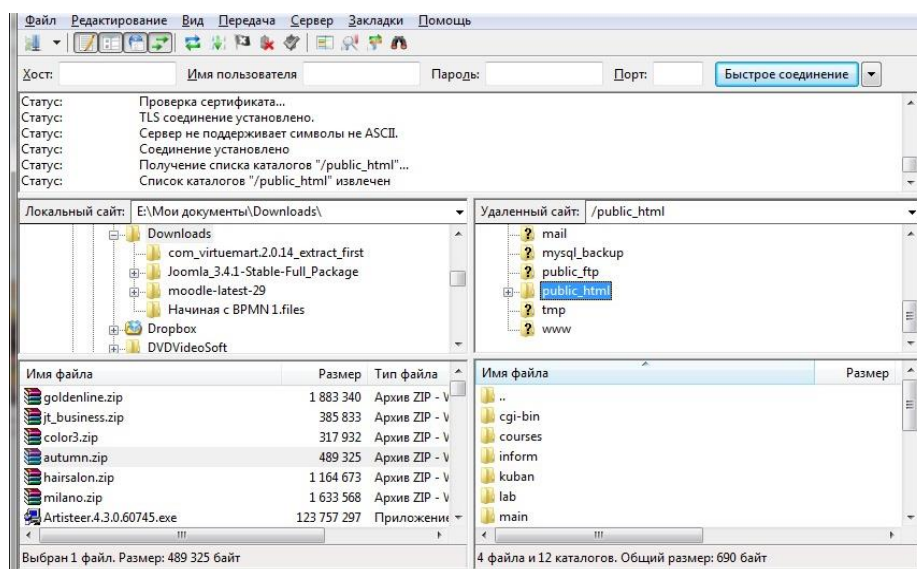 Файл Редактирование Вид Передача Сервер Закладки Помощь
Хост: Имя пользователя Пароль: Порт: Быстрое соединение
Статус: Проверка сертификата...
Статус: TLS соединение установлено.
Статус: Сервер не поддерживает символы не ASCII.
Статус: Соединение установлено
Статус: Получение списка каталогов "/public_html"...
Статус: Список каталогов "/public_html" извлечен
Локальный сайт: E:\Мои документы\Downloads\
Downloads
com_virtuemart.2.0.14_extract_first
Joomla_3.4.1-Stable-Full_Package
moodle-latest-29
Начиная с BPMN 1.files
Dropbox
DVDVideoSoft
Удаленный сайт: /public_html
mail
mysql_backup
public_ftp
public_html
tmp
www
Имя файла Размер Тип файла
goldenline.zip 1 883 340 Архив ZIP - 
jt_business.zip 385 833 Архив ZIP - 
color3.zip 317 932 Архив ZIP - 
autumn.zip 489 325 Архив ZIP - 
hairsalon.zip 1 164 673 Архив ZIP - 
milano.zip 1 633 568 Архив ZIP - 
Artisteer.4.3.0.60745.exe 123 757 297 Приложение
Выбран 1 файл. Размер: 489 325 байт
Имя файла Размер
..
cgi-bin
courses
inform
kuban
lab
main
4 файла и 12 каталогов. Общий размер: 690 байт